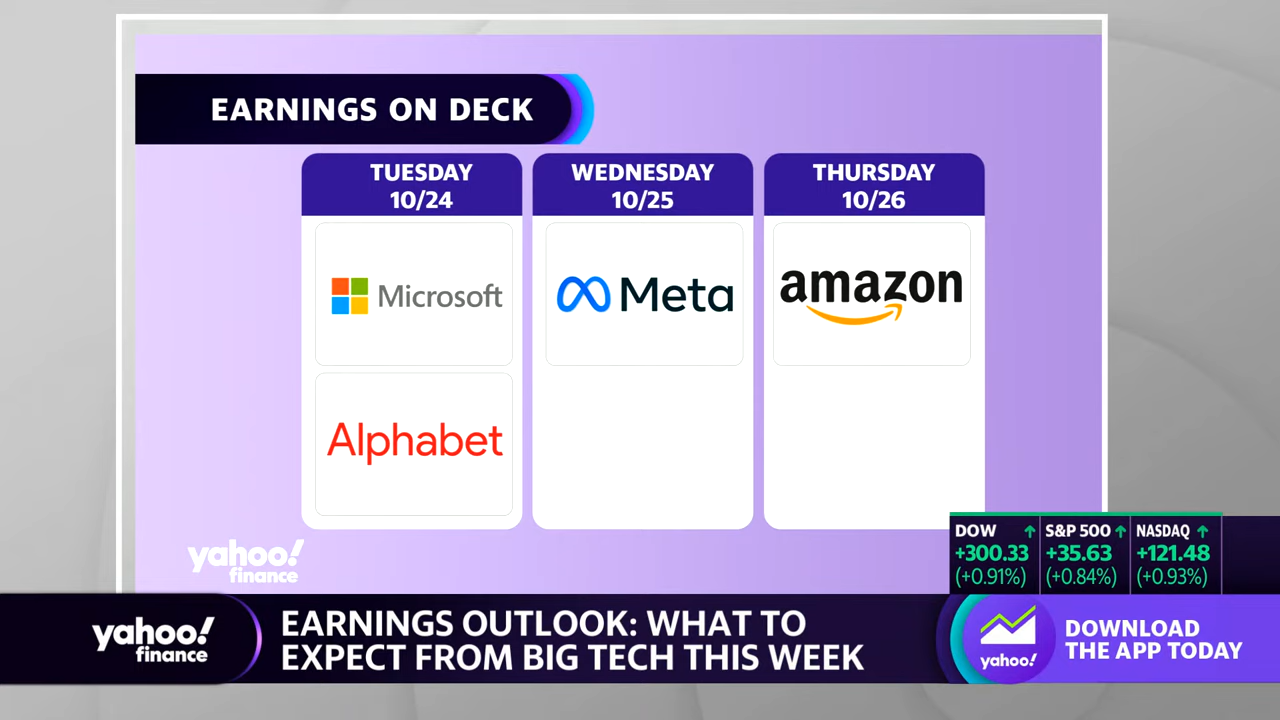 EARNINGS ON DECK
TUESDAY
10/24
Microsoft
Alphabet
WEDNESDAY
10/25
Meta
THURSDAY
10/26
amazon
yahoo!
finance
DOW
+300.33
(+0.91%)
S&P 500
+35.63
(+0.84%)
NASDAQ
+121.48
(+0.93%)
yahoo!
finance
EARNINGS OUTLOOK: WHAT TO
EXPECT FROM BIG TECH THIS WEEK
yahoo!
DOWNLOAD
THE APP TODAY